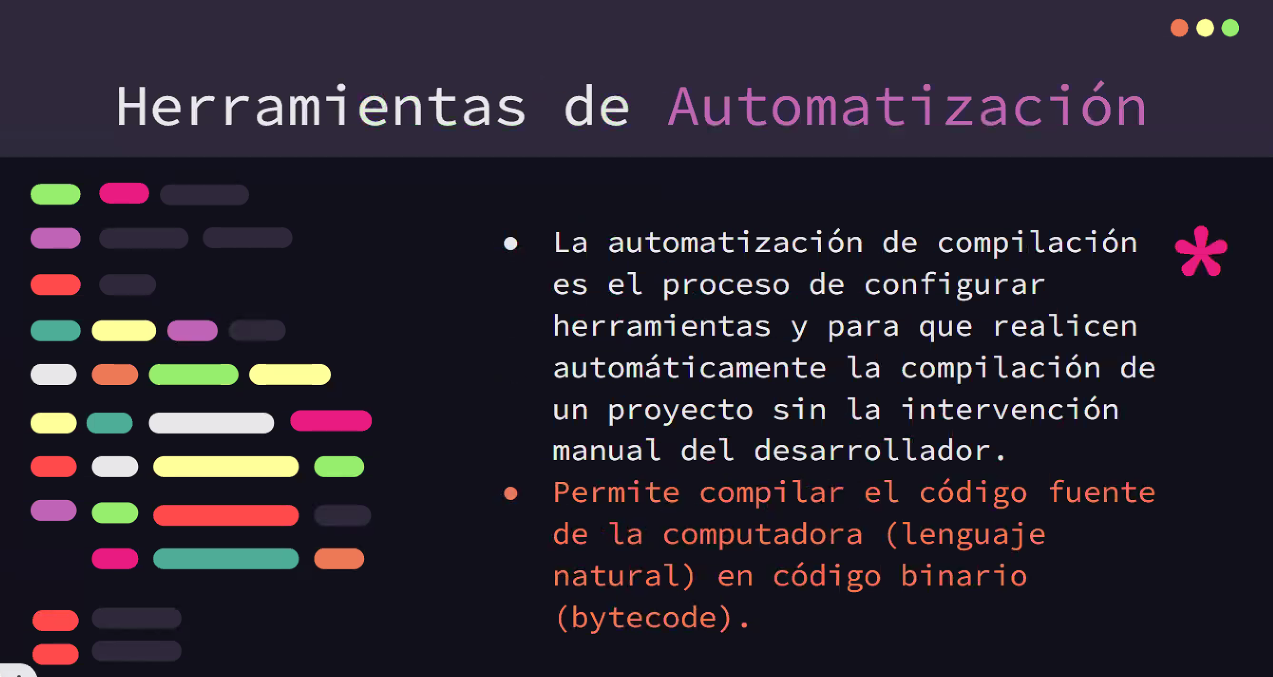 Herramientas de Automatización
● La automatización de compilación
es el proceso de configurar
herramientas y para que realicen
automáticamente la compilación de
un proyecto sin la intervención
manual del desarrollador.
● Permite compilar el código fuente
de la computadora (lenguaje
natural) en código binario
(bytecode).